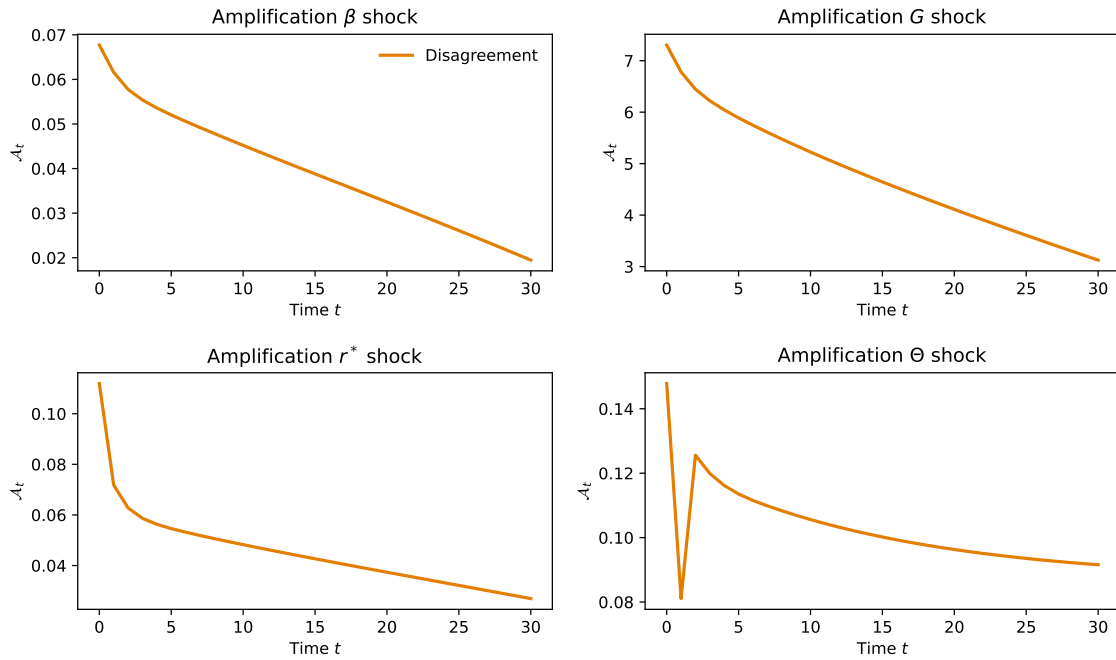 Amplification β shock
0.07
0.06
0.05
0.04
0.03
0.02
𝒜t
Disagreement
0 5 10 15 20 25 30
Time t
Amplification G shock
7
6
5
4
3
𝒜t
0 5 10 15 20 25 30
Time t
Amplification r* shock
0.10
0.08
0.06
0.04
𝒜t
0 5 10 15 20 25 30
Time t
Amplification Θ shock
0.14
0.12
0.10
0.08
𝒜t
0 5 10 15 20 25 30
Time t